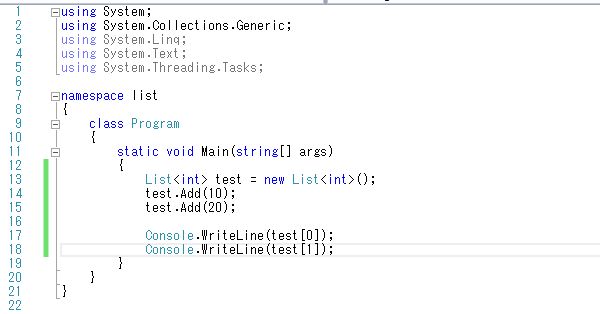 1 using System;
2 using System.Collections.Generic;
3 using System.Linq;
4 using System.Text;
5 using System.Threading.Tasks;
6
7 namespace list
8 {
9 class Program
10 {
11 static void Main(string[] args)
12 {
13 List<int> test = new List<int>();
14 test.Add(10);
15 test.Add(20);
16
17 Console.WriteLine(test[0]);
18 Console.WriteLine(test[1]);
19 }
20 }
21 }
22